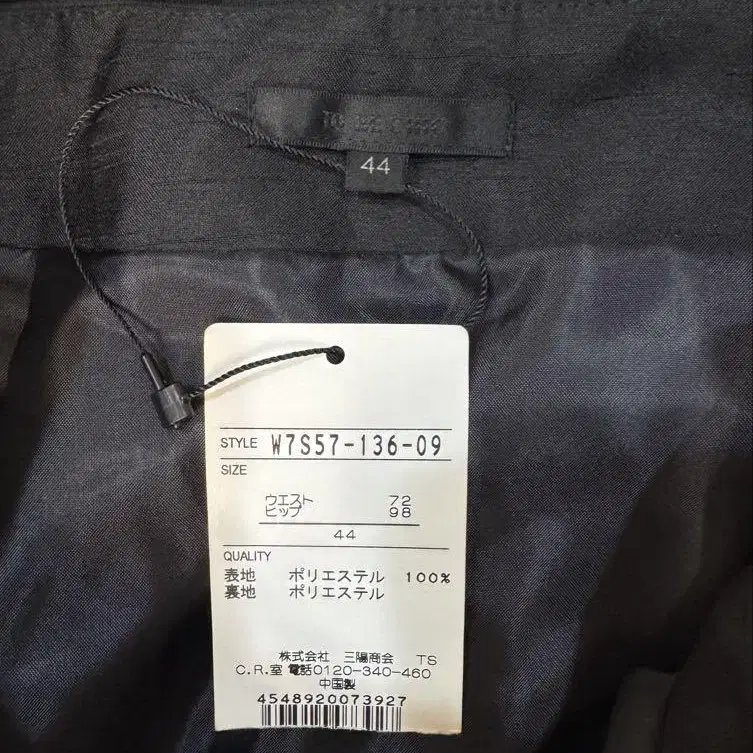 44
STYLE W7S57-136-09
SIZE
ウエスト 72
ヒップ 98
44
QUALITY
表地 ポリエステル 100%
裏地 ポリエステル
株式会社 三陽商会 TS
C.R.室 電話0120-340-460
中国製
4548920073927